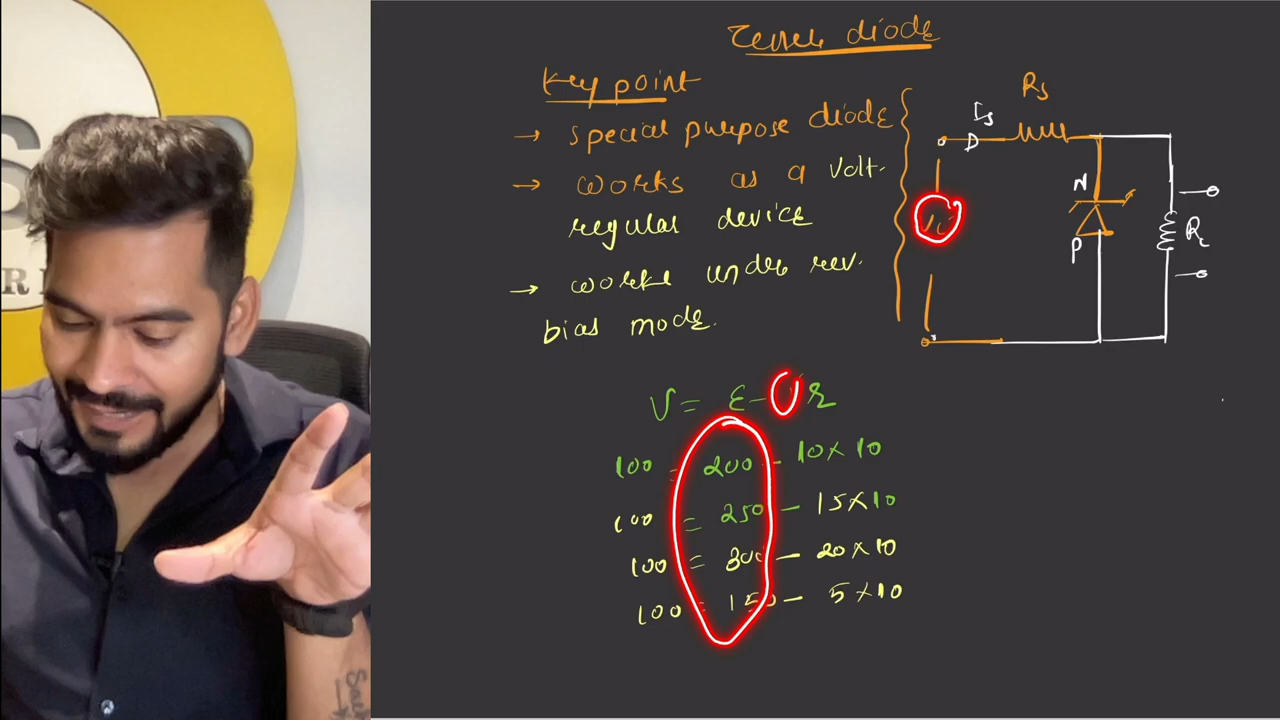 Zener diode
Key point
→ special purpose diode
→ works as a volt.
regular device
→ works under rev.
bias mode.
Is
Rs
N
P
RL
V = ε - r
100 = 200 - 10 × 10
100 = 250 - 15 × 10
100 = 300 - 20 × 10
100 = 150 - 5 × 10